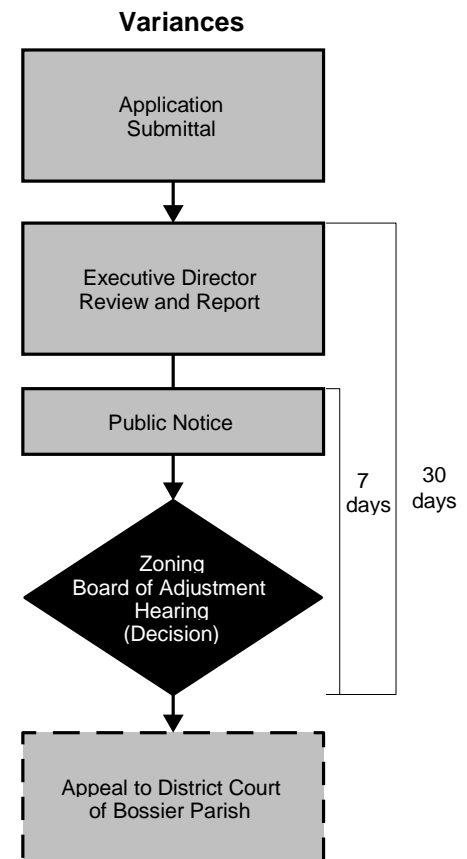 Variances
Application
Submittal
Executive Director
Review and Report
Public Notice
7
days
30
days
Zoning
Board of Adjustment
Hearing
(Decision)
Appeal to District Court
of Bossier Parish